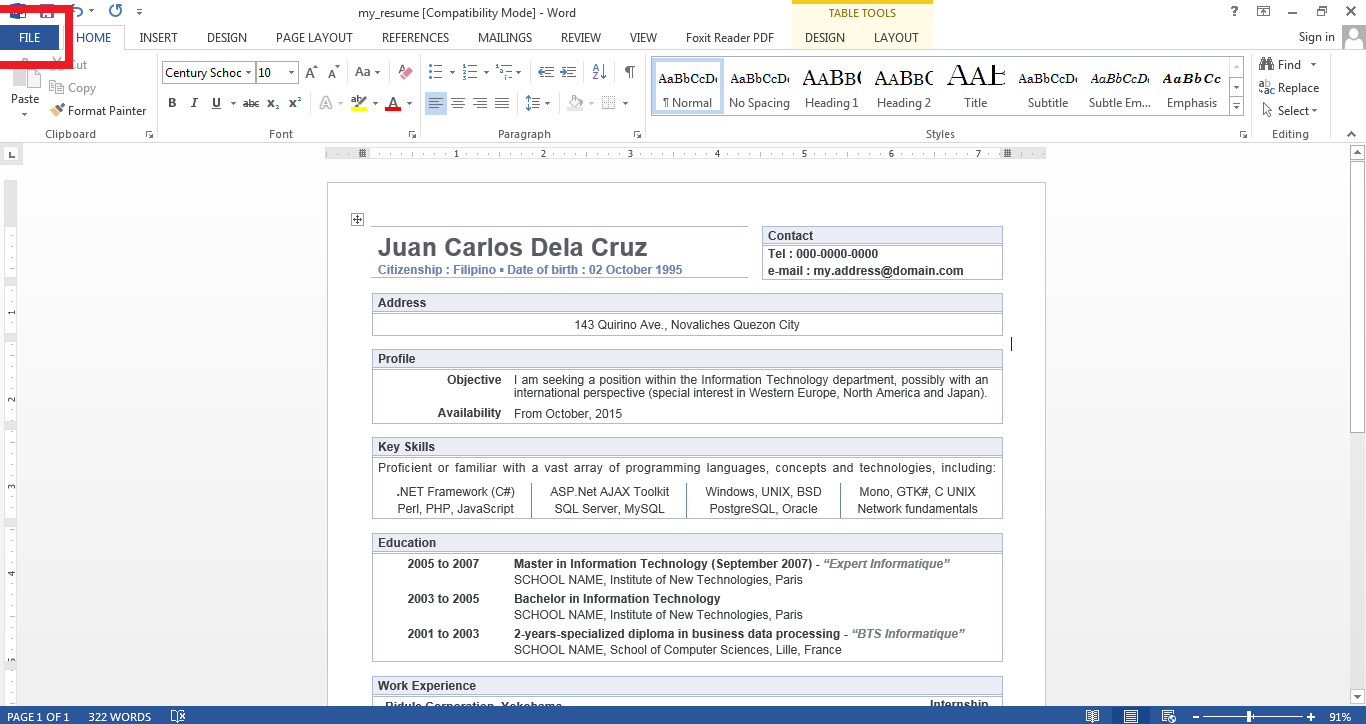 my_resume [Compatibility Mode] - Word
TABLE TOOLS
?
FILE HOME INSERT DESIGN PAGE LAYOUT REFERENCES MAILINGS REVIEW VIEW Foxit Reader PDF DESIGN LAYOUT Sign in
Cut
Copy
Format Painter
Paste
Clipboard
Century Schoc 10
Aa
B I U abc x₂ x²
Font
Paragraph
AaBbCcDc AaBbCcDc AaBbC AaBbC AaB AaBbCcDc AaBbCcDc AaBbCc
¶ Normal No Spacing Heading 1 Heading 2 Title Subtitle Subtle Em... Emphasis
Styles
Find
Replace
Select
Editing
1 2 3 4 5 6 7
Juan Carlos Dela Cruz
Citizenship : Filipino ▪ Date of birth : 02 October 1995
Contact
Tel : 000-0000-0000
e-mail : my.address@domain.com
Address
143 Quirino Ave., Novaliches Quezon City
Profile
Objective I am seeking a position within the Information Technology department, possibly with an
international perspective (special interest in Western Europe, North America and Japan).
Availability From October, 2015
Key Skills
Proficient or familiar with a vast array of programming languages, concepts and technologies, including:
.NET Framework (C#) ASP.Net AJAX Toolkit Windows, UNIX, BSD Mono, GTK#, C UNIX
Perl, PHP, JavaScript SQL Server, MySQL PostgreSQL, Oracle Network fundamentals
Education
2005 to 2007 Master in Information Technology (September 2007) - “Expert Informatique”
SCHOOL NAME, Institute of New Technologies, Paris
2003 to 2005 Bachelor in Information Technology
SCHOOL NAME, Institute of New Technologies, Paris
2001 to 2003 2-years-specialized diploma in business data processing - “BTS Informatique”
SCHOOL NAME, School of Computer Sciences, Lille, France
Work Experience
Ridula Corporation, Yokohama Internship
PAGE 1 OF 1 322 WORDS 91%